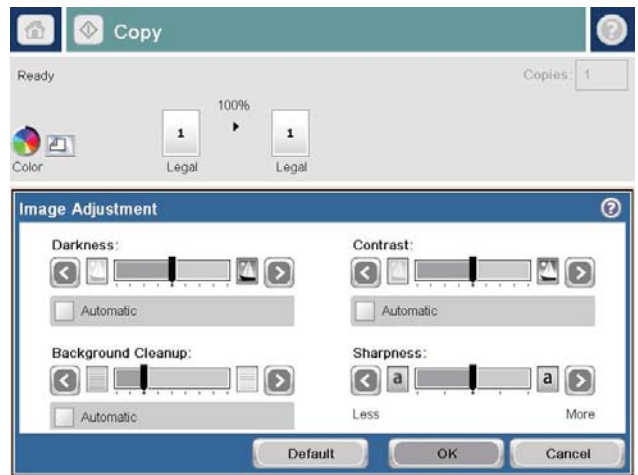 Copy
Ready
Copies: 1
100%
1
1
Color
Legal
Legal
Image Adjustment
Darkness:
Contrast:
Automatic
Automatic
Background Cleanup:
Sharpness:
a
a
Automatic
Less
More
Default
OK
Cancel